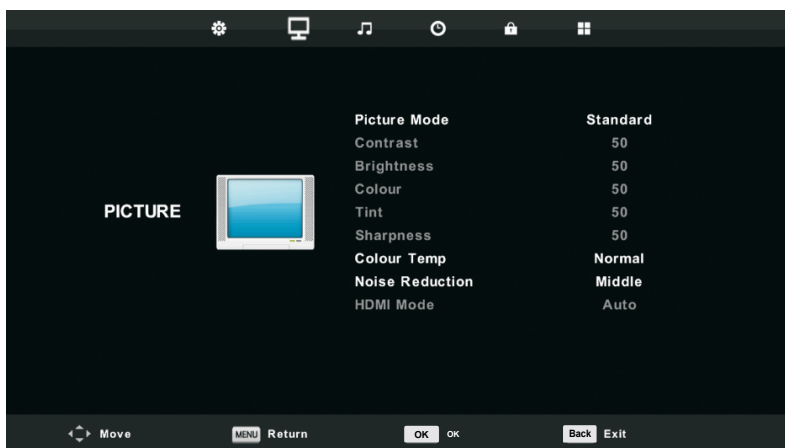 Picture Mode Standard
Contrast 50
Brightness 50
Colour 50
PICTURE
Tint 50
Sharpness 50
Colour Temp Normal
Noise Reduction Middle
HDMI Mode Auto
Move MENU Return OK OK Back Exit